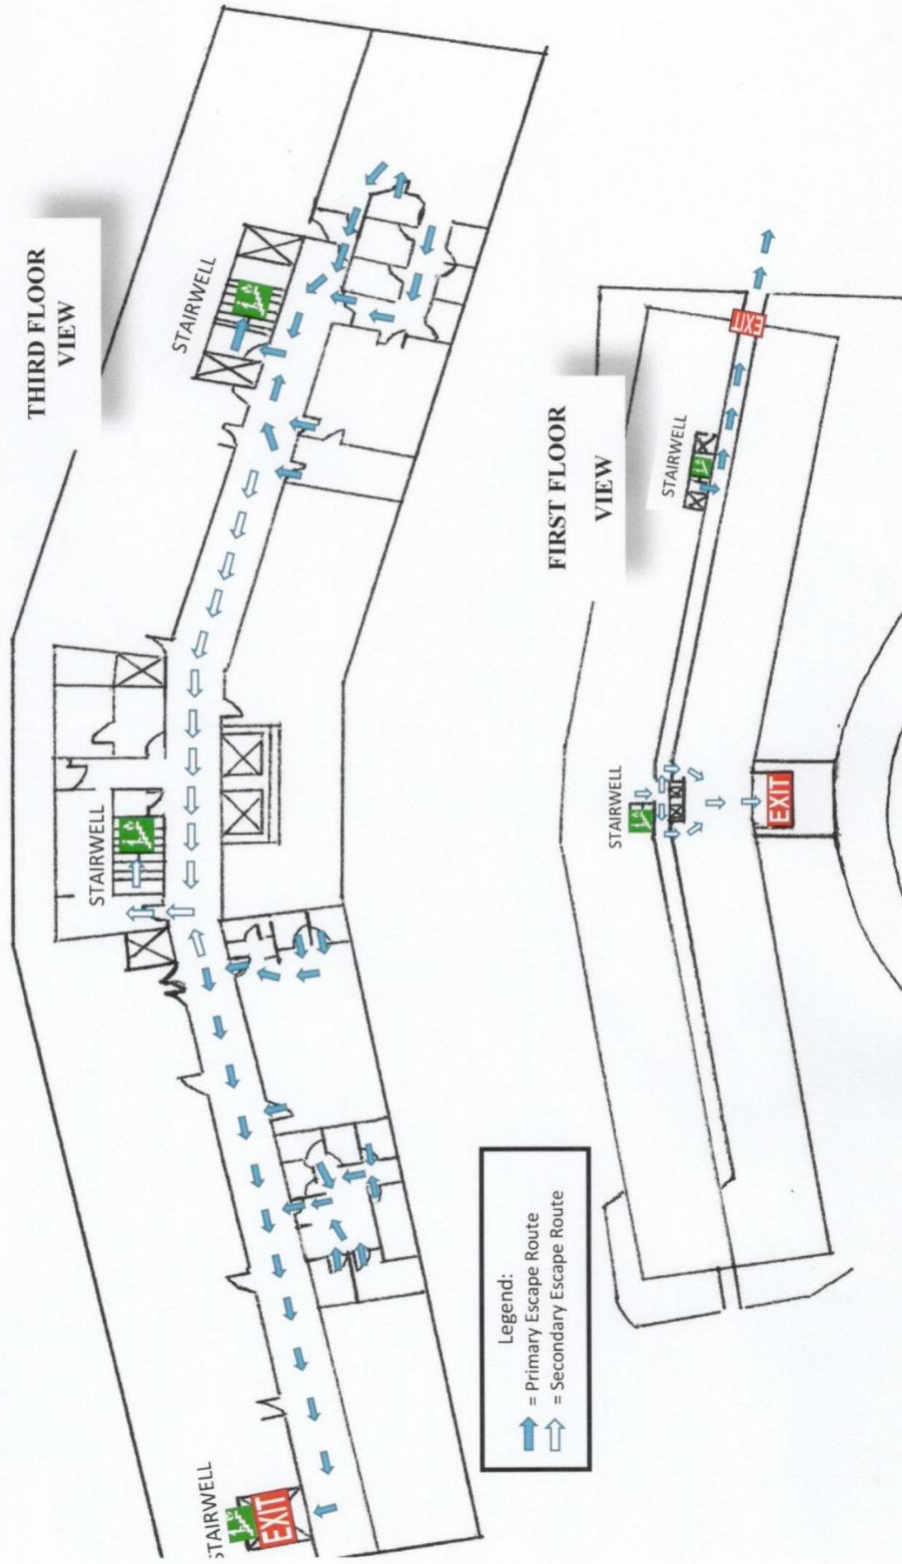 THIRD FLOOR
VIEW
STAIRWELL
STAIRWELL
STAIRWELL
EXIT
FIRST FLOOR
VIEW
STAIRWELL
EXIT
STAIRWELL
EXIT
Legend:
= Primary Escape Route
= Secondary Escape Route